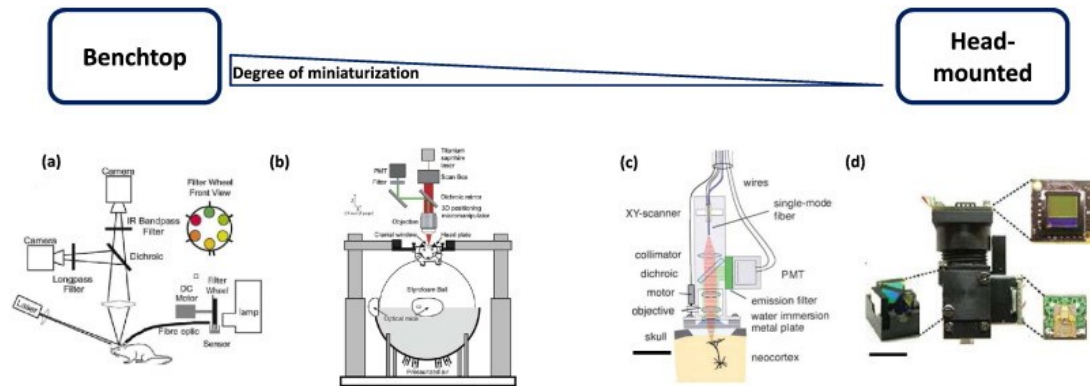 Benchtop
Degree of miniaturization
Head-
mounted
(a)
Camera
Filter Wheel
Front View
IR Bandpass
Filter
Camera
Dichroic
Longpass
Filter
DC
Motor
Filter
Wheel
lamp
Laser
Fibre optic
Sensor
(b)
Titanium
sapphire
laser
PMT
Filter
Scan Box
Dichroic mirror
3D positioning
micromanipulator
Objective
Cranial window
Head plate
Styrofoam Ball
Optical mice
Pressurized air
(c)
wires
XY-scanner
single-mode
fiber
collimator
dichroic
PMT
motor
emission filter
objective
water immersion
metal plate
skull
neocortex
(d)